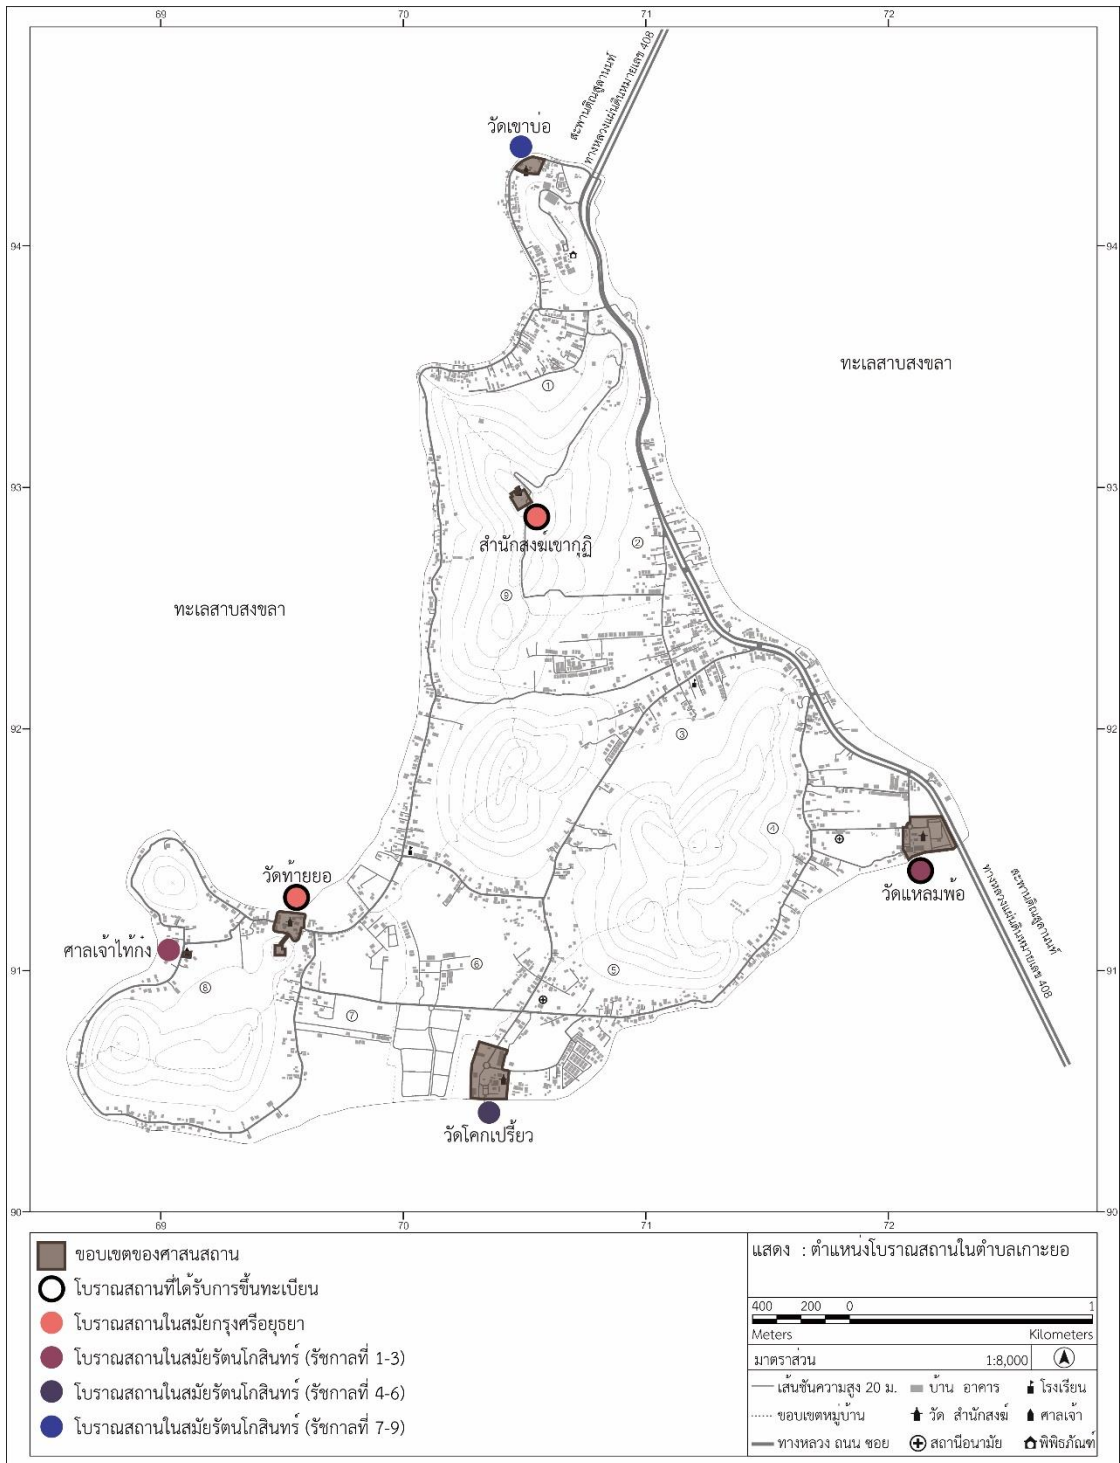 69 70 71 72
สะพานติณสูลานนท์
ทางหลวงแผ่นดินหมายเลข 408
วัดเขาบ่อ
94 94
ทะเลสาบสงขลา
1
93 93
สำนักสงฆ์เขากุฏิ
2
9
ทะเลสาบสงขลา
92 92
3
4
วัดท้ายยอ
วัดแหลมพ้อ
สะพานติณสูลานนท์
ทางหลวงแผ่นดินหมายเลข 408
ศาลเจ้าไท้ก๋ง
91 91
6
5
8
7
วัดโคกเปรี้ยว
90 90
69 70 71 72
ขอบเขตของศาสนสถาน
โบราณสถานที่ได้รับการขึ้นทะเบียน
โบราณสถานในสมัยกรุงศรีอยุธยา
โบราณสถานในสมัยรัตนโกสินทร์ (รัชกาลที่ 1-3)
โบราณสถานในสมัยรัตนโกสินทร์ (รัชกาลที่ 4-6)
โบราณสถานในสมัยรัตนโกสินทร์ (รัชกาลที่ 7-9)
แสดง : ตำแหน่งโบราณสถานในตำบลเกาะยอ
400 200 0 1
Meters Kilometers
มาตราส่วน 1:8,000
เส้นชันความสูง 20 ม. บ้าน อาคาร โรงเรียน
ขอบเขตหมู่บ้าน วัด สำนักสงฆ์ ศาลเจ้า
ทางหลวง ถนน ซอย สถานีอนามัย พิพิธภัณฑ์